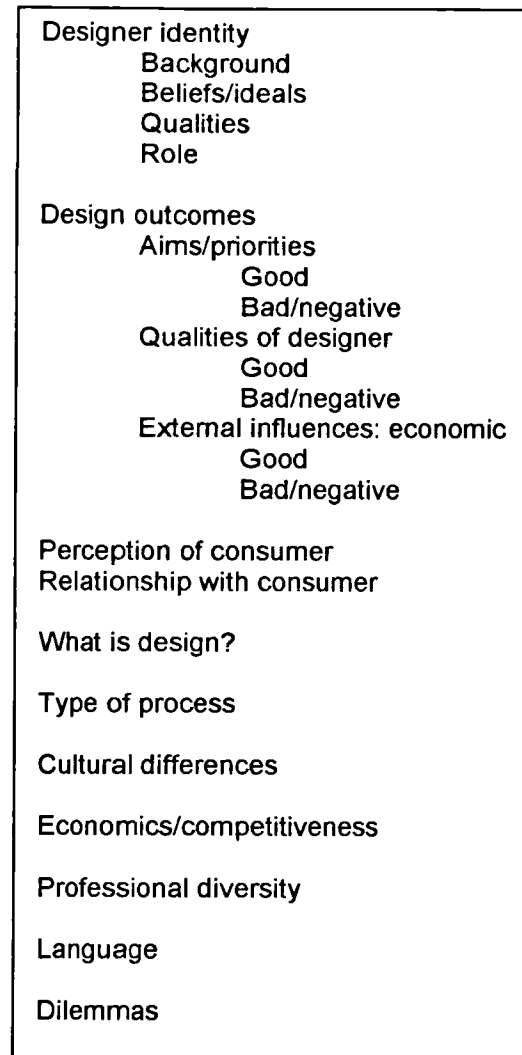 Designer identity
Background
Beliefs/ideals
Qualities
Role
Design outcomes
Aims/priorities
Good
Bad/negative
Qualities of designer
Good
Bad/negative
External influences: economic
Good
Bad/negative
Perception of consumer
Relationship with consumer
What is design?
Type of process
Cultural differences
Economics/competitiveness
Professional diversity
Language
Dilemmas